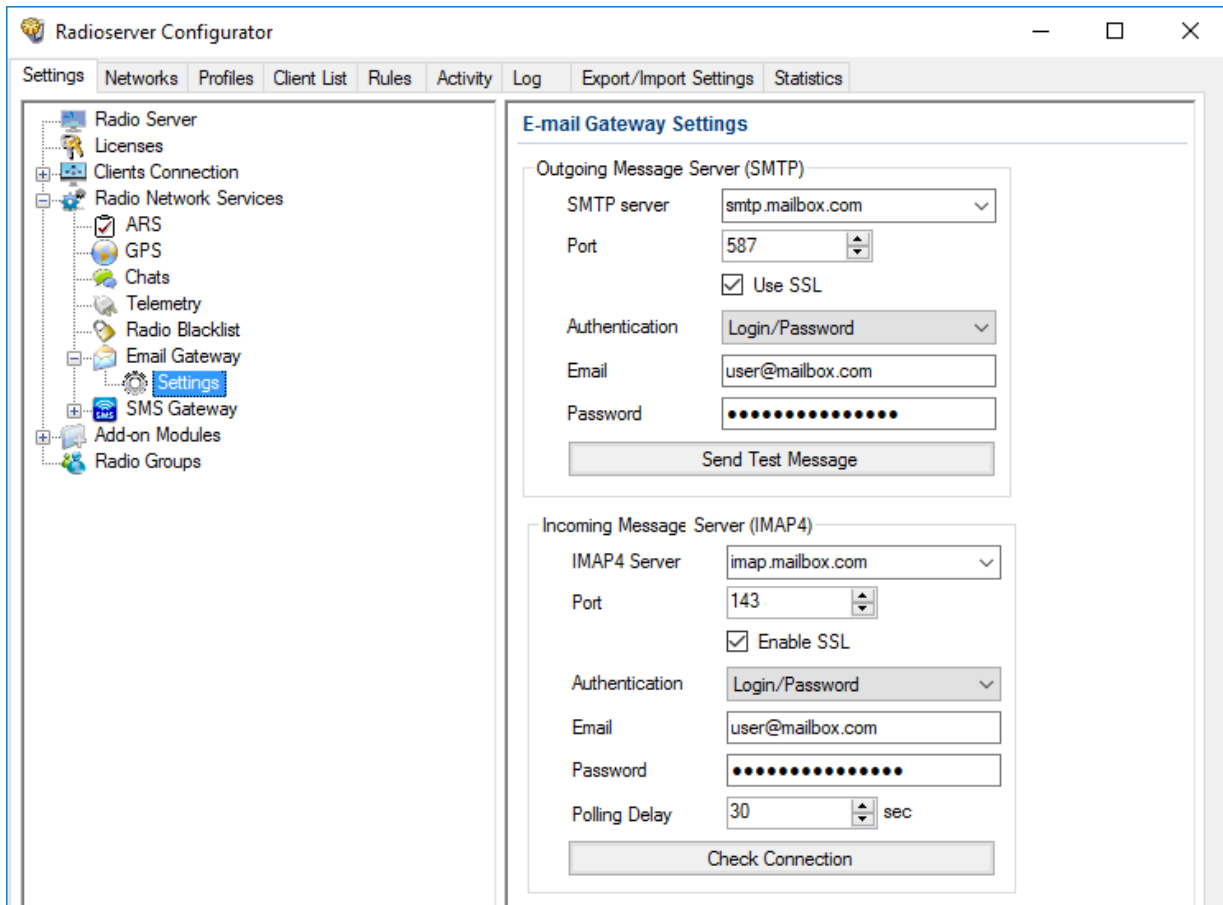 Radioserver Configurator
Settings Networks Profiles Client List Rules Activity Log Export/Import Settings Statistics
Radio Server
Licenses
Clients Connection
Radio Network Services
ARS
GPS
Chats
Telemetry
Radio Blacklist
Email Gateway
Settings
SMS Gateway
Add-on Modules
Radio Groups
E-mail Gateway Settings
Outgoing Message Server (SMTP)
SMTP server smtp.mailbox.com
Port 587
Use SSL
Authentication Login/Password
Email user@mailbox.com
Password ●●●●●●●●●●●●●●●
Send Test Message
Incoming Message Server (IMAP4)
IMAP4 Server imap.mailbox.com
Port 143
Enable SSL
Authentication Login/Password
Email user@mailbox.com
Password ●●●●●●●●●●●●●●●
Polling Delay 30 sec
Check Connection